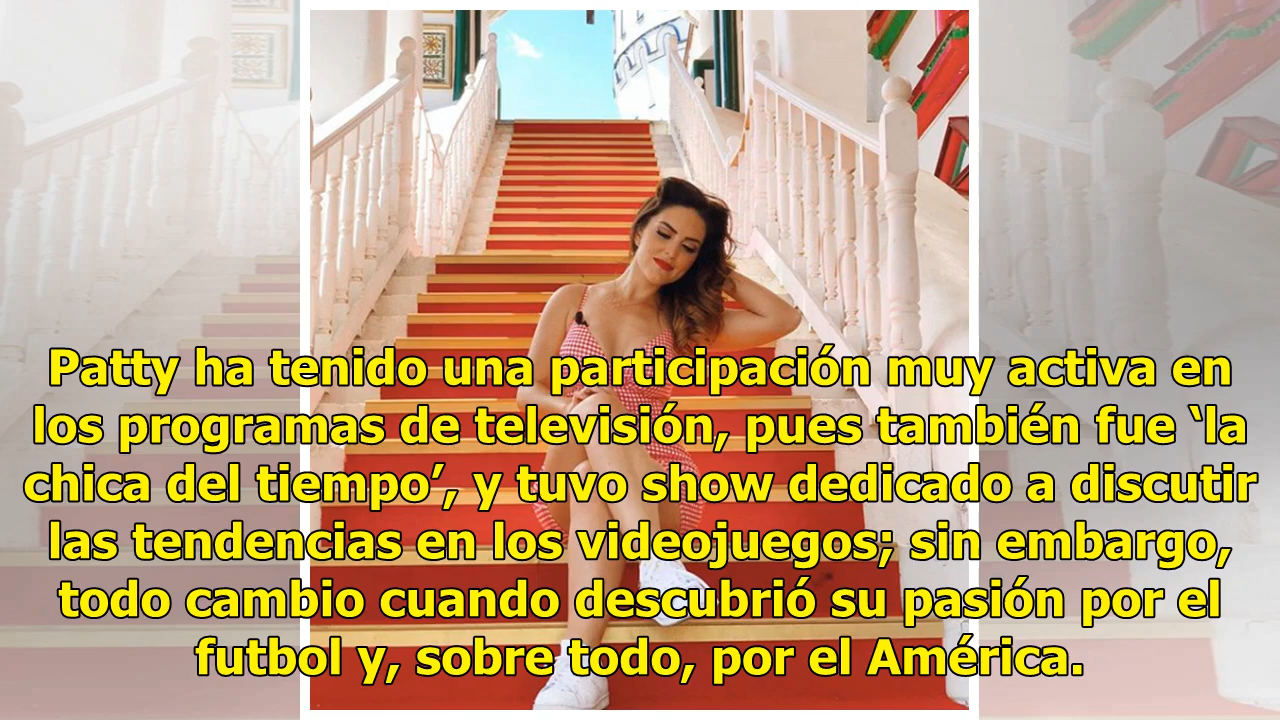 Patty ha tenido una participación muy activa en
los programas de televisión, pues también fue ‘la
chica del tiempo’, y tuvo show dedicado a discutir
las tendencias en los videojuegos; sin embargo,
todo cambio cuando descubrió su pasión por el
futbol y, sobre todo, por el América.